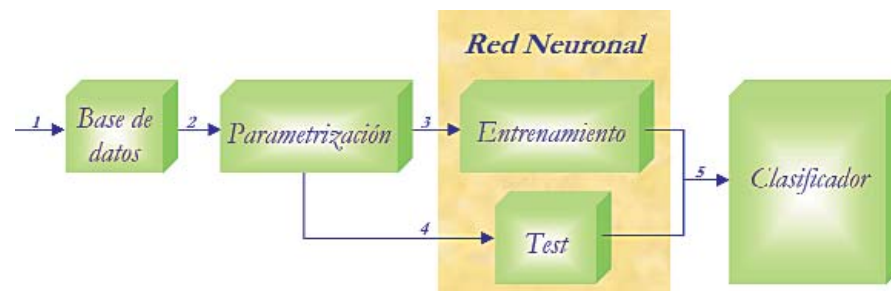 Red Neuronal
1
Base de
datos
2
Parametrización
3
Entrenamiento
4
Test
5
Clasificador